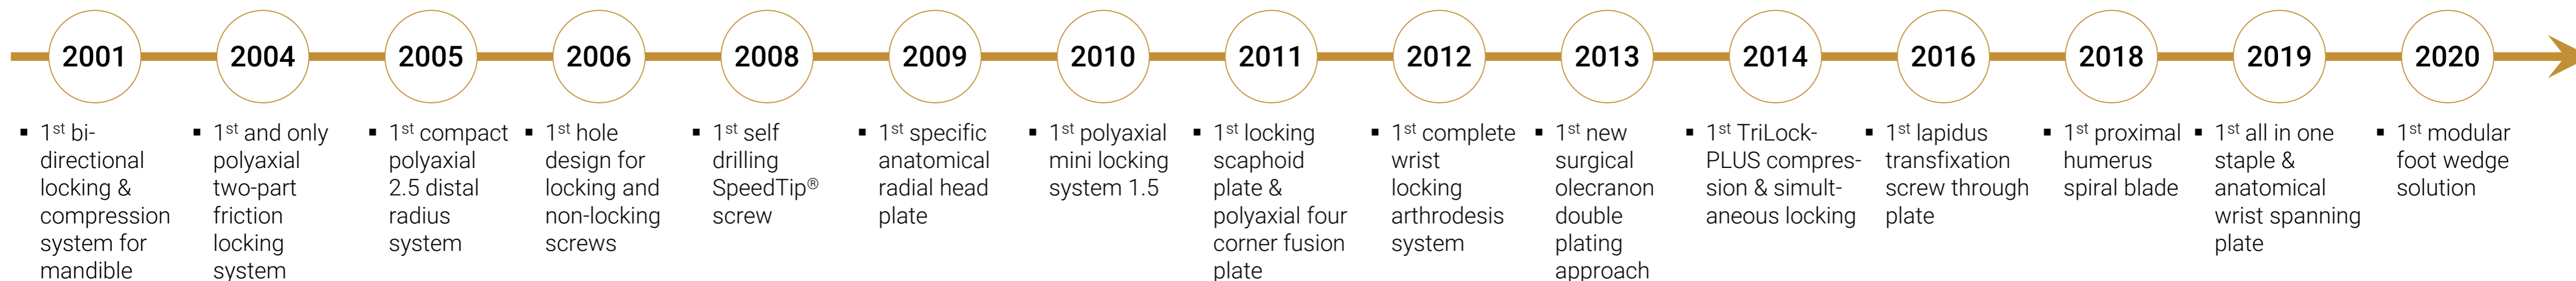 2001
2004
2005
2006
2008
2009
2010
2011
2012
2013
2014
2016
2018
2019
2020
▪ 1st bi-
directional
locking &
compression
system for
mandible
▪ 1st and only
polyaxial
two-part
friction
locking
system
▪ 1st compact
polyaxial
2.5 distal
radius
system
▪ 1st hole
design for
locking and
non-locking
screws
▪ 1st self
drilling
SpeedTip®
screw
▪ 1st specific
anatomical
radial head
plate
▪ 1st polyaxial
mini locking
system 1.5
▪ 1st locking
scaphoid
plate &
polyaxial four
corner fusion
plate
▪ 1st complete
wrist
locking
arthrodesis
system
▪ 1st new
surgical
olecranon
double
plating
approach
▪ 1st TriLock-
PLUS compres-
sion & simult-
aneous locking
▪ 1st lapidus
transfixation
screw through
plate
▪ 1st proximal
humerus
spiral blade
▪ 1st all in one
staple &
anatomical
wrist spanning
plate
▪ 1st modular
foot wedge
solution